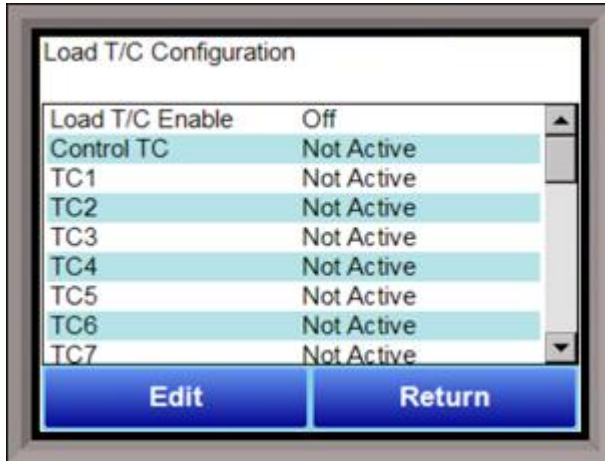 Load T/C Configuration
Load T/C Enable Off
Control TC Not Active
TC1 Not Active
TC2 Not Active
TC3 Not Active
TC4 Not Active
TC5 Not Active
TC6 Not Active
TC7 Not Active
Edit Return